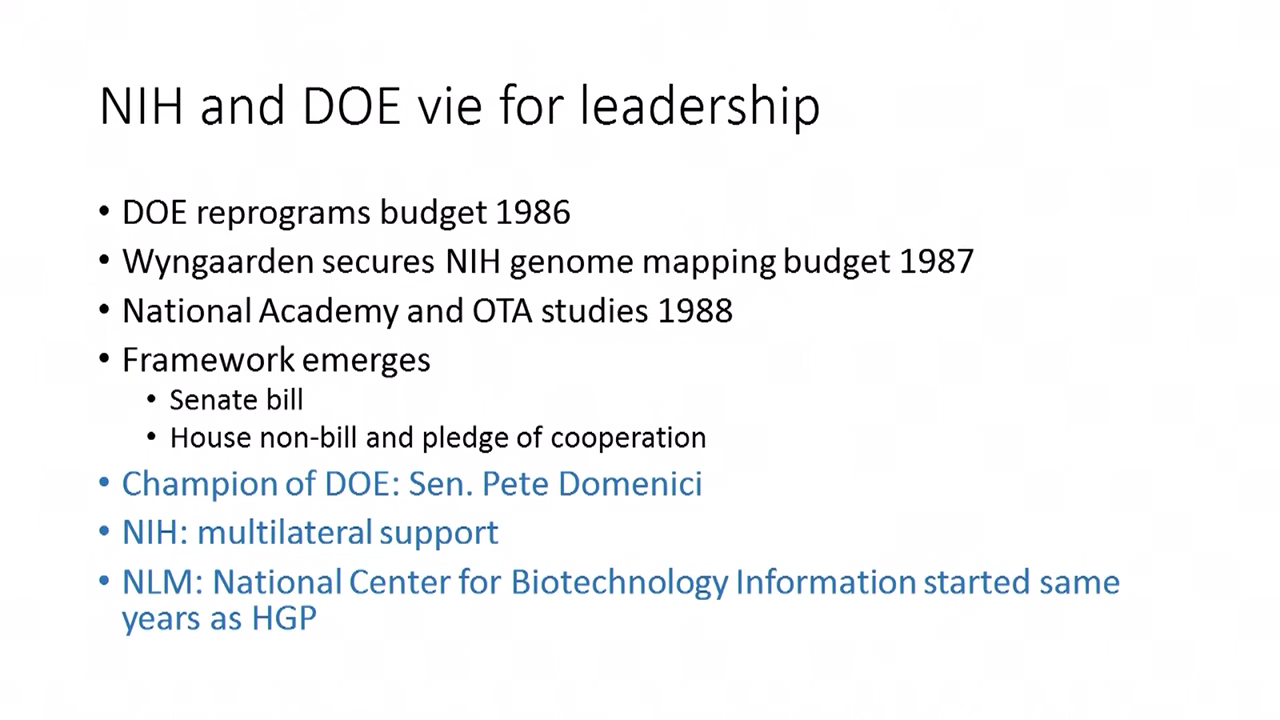 NIH and DOE vie for leadership
• DOE reprograms budget 1986
• Wyngaarden secures NIH genome mapping budget 1987
• National Academy and OTA studies 1988
• Framework emerges
• Senate bill
• House non-bill and pledge of cooperation
• Champion of DOE: Sen. Pete Domenici
• NIH: multilateral support
• NLM: National Center for Biotechnology Information started same
years as HGP